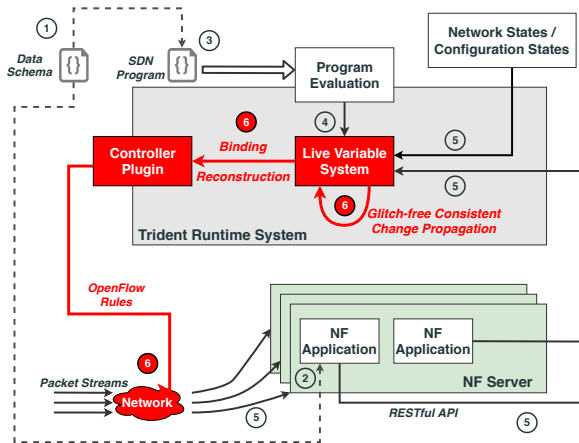 1
Data
Schema
{}
SDN
Program
3
{}
Program
Evaluation
Network States /
Configuration States
4
5
5
6
Controller
Plugin
Binding
Reconstruction
Live Variable
System
6
Glitch-free Consistent
Change Propagation
Trident Runtime System
OpenFlow
Rules
6
NF
Application
NF
Application
2
NF Server
Packet Streams
Network
5
RESTful API
5